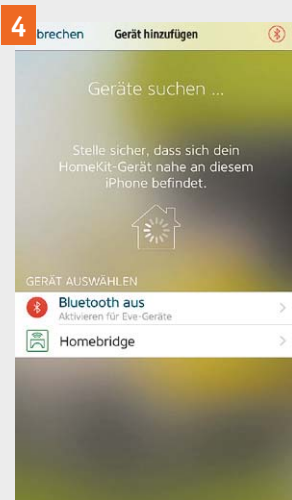 4
brechen Gerät hinzufügen
Geräte suchen ...
Stelle sicher, dass sich dein
HomeKit-Gerät nahe an diesem
iPhone befindet.
GERÄT AUSWÄHLEN
Bluetooth aus
Aktivieren für Eve-Geräte
Homebridge